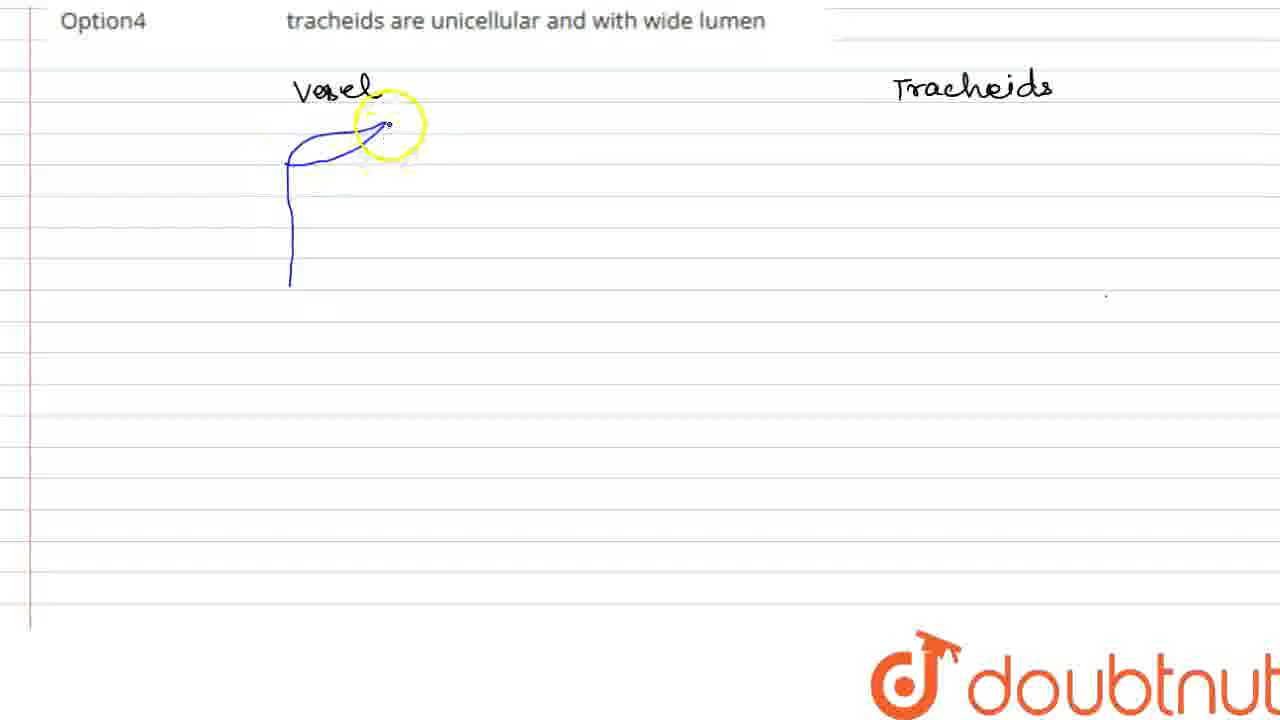 Option4 tracheids are unicellular and with wide lumen
Vessel Tracheids
doubtnut